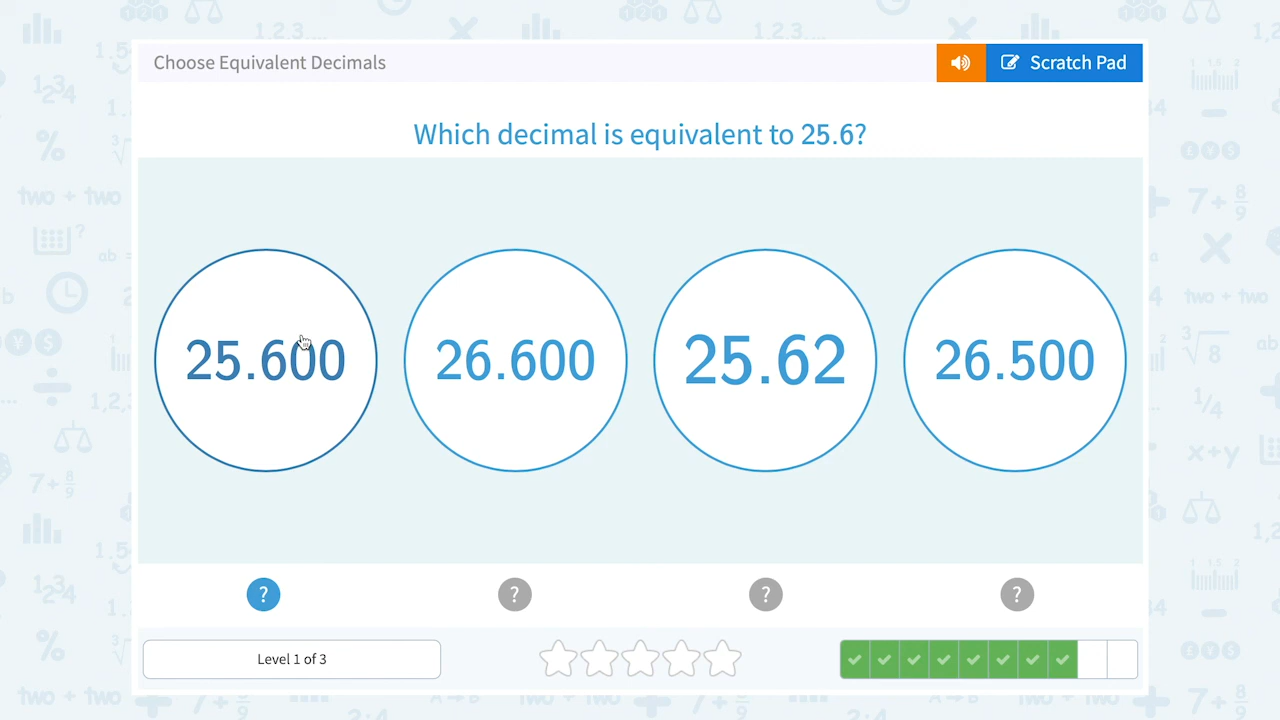 Choose Equivalent Decimals
Scratch Pad
Which decimal is equivalent to 25.6?
25.600 26.600 25.62 26.500
? ? ? ?
Level 1 of 3